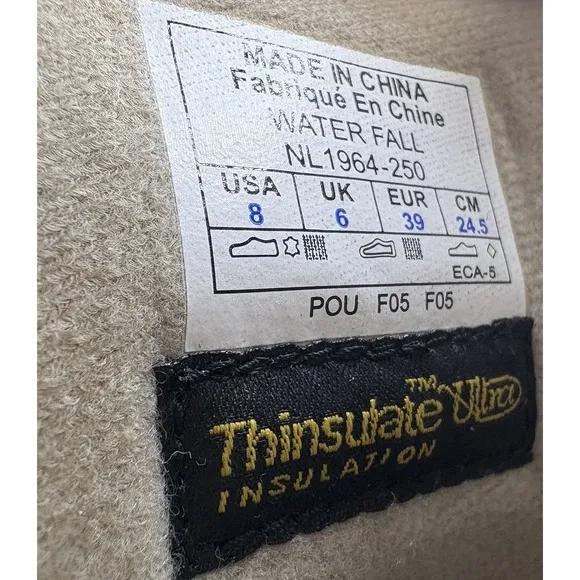 MADE IN CHINA
Fabriqué En Chine
WATER FALL
NL1964-250
USA UK EUR CM
8 6 39 24.5
ECA-5
POU F05 F05
Thinsulate™ Ultra
INSULATION